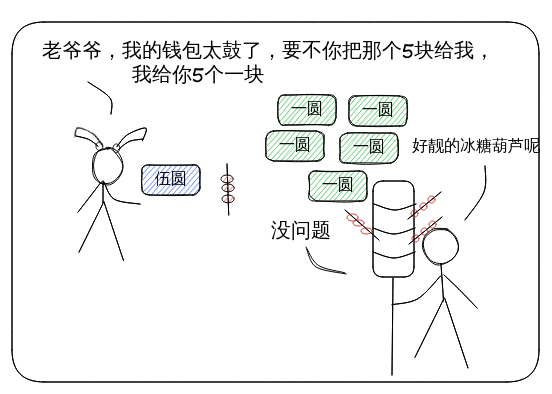 老爷爷，我的钱包太鼓了，要不你把那个5块给我，
我给你5个一块
一圆
一圆
一圆
一圆
好靓的冰糖葫芦呢
伍圆
一圆
没问题